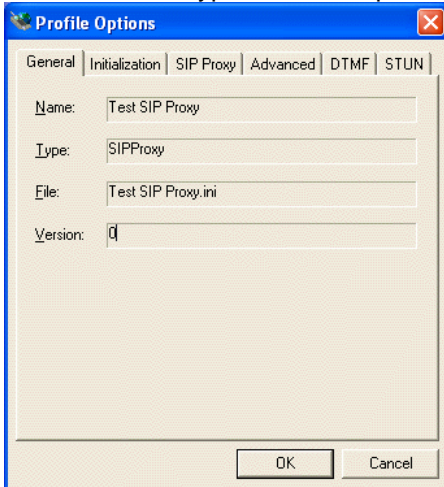 Profile Options
General Initialization SIP Proxy Advanced DTMF STUN
Name: Test SIP Proxy
Type: SIPProxy
File: Test SIP Proxy.ini
Version: 0
OK Cancel